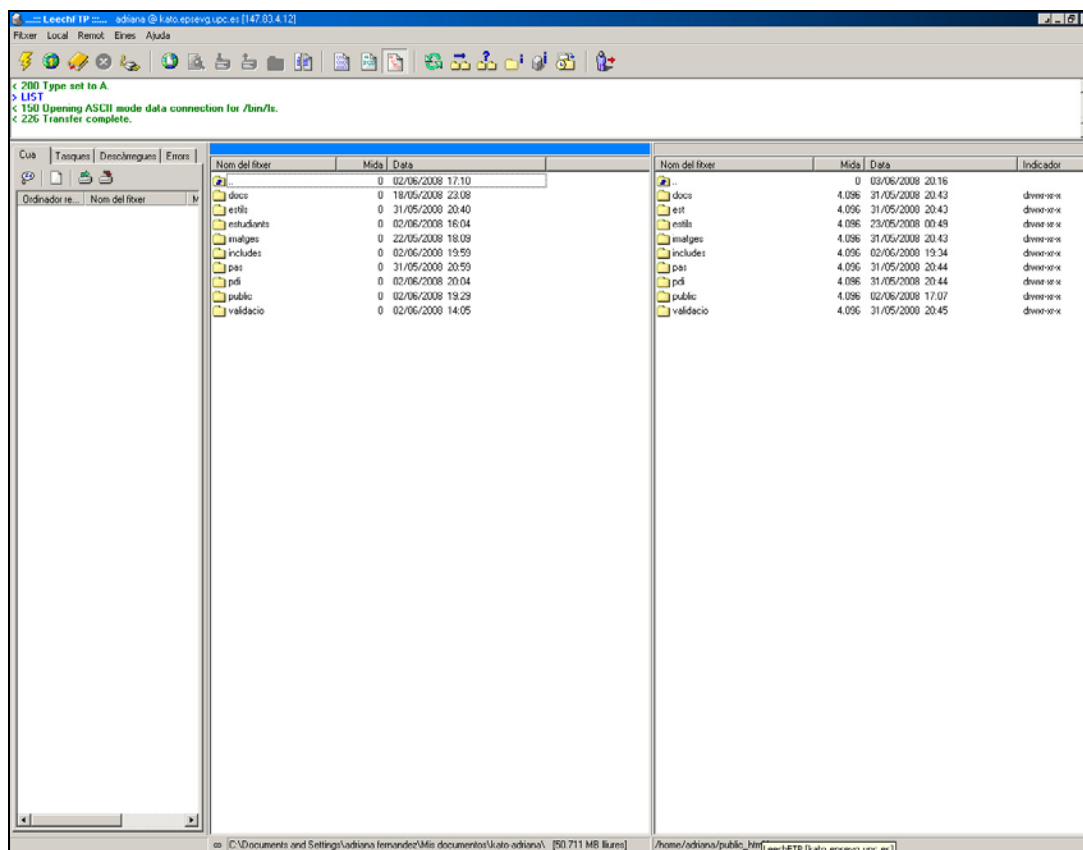 ...::: LeechFTP :::... adriana @ kato.epsevg.upc.es [147.83.4.12]
Fitxer Local Remot Eines Ajuda
< 200 Type set to A.
> LIST
< 150 Opening ASCII mode data connection for /bin/ls.
< 226 Transfer complete.
Cua Tasques Descàrregues Errors
Ordinador re... Nom del fitxer M
Nom del fitxer Mida Data
.. 0 02/06/2008 17:10
docs 0 18/05/2008 23:08
estils 0 31/05/2008 20:40
estudiants 0 02/06/2008 16:04
imatges 0 22/05/2008 18:09
includes 0 02/06/2008 19:59
pas 0 31/05/2008 20:59
pdi 0 02/06/2008 20:04
public 0 02/06/2008 19:29
validacio 0 02/06/2008 14:05
Nom del fitxer Mida Data Indicador
.. 0 03/06/2008 20:16
docs 4.096 31/05/2008 20:43 drwxr-xr-x
est 4.096 31/05/2008 20:43 drwxr-xr-x
estils 4.096 23/05/2008 00:49 drwxr-xr-x
imatges 4.096 31/05/2008 20:43 drwxr-xr-x
includes 4.096 02/06/2008 19:34 drwxr-xr-x
pas 4.096 31/05/2008 20:44 drwxr-xr-x
pdi 4.096 31/05/2008 20:44 drwxr-xr-x
public 4.096 02/06/2008 17:07 drwxr-xr-x
validacio 4.096 31/05/2008 20:45 drwxr-xr-x
C:\Documents and Settings\adriana fernandez\Mis documentos\kato-adriana\ [50.711 MB lliures]
/home/adriana/public_html
LeechFTP [kato.epsevg.upc.es]